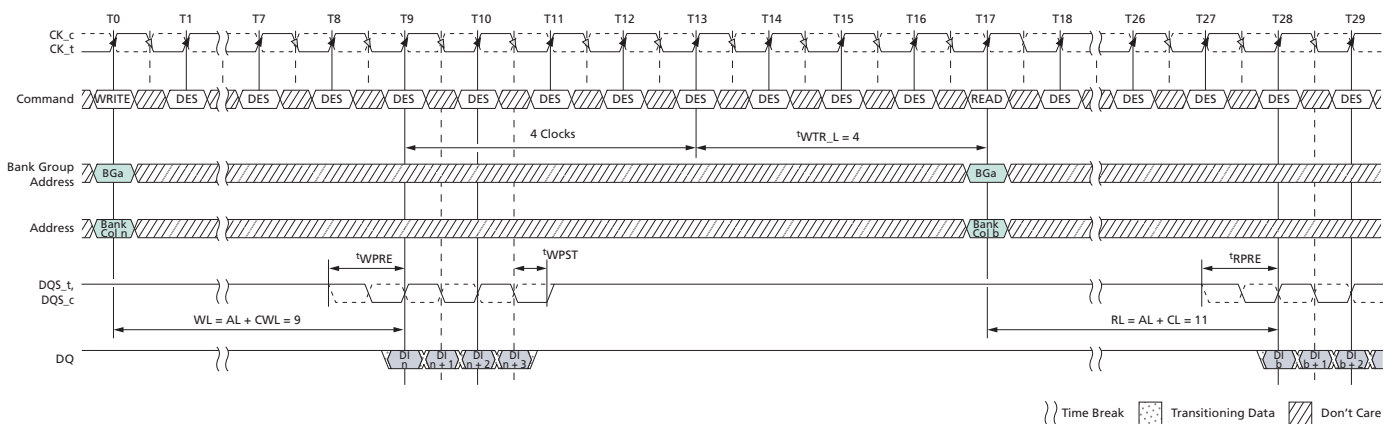 T0 T1 T7 T8 T9 T10 T11 T12 T13 T14 T15 T16 T17 T18 T26 T27 T28 T29
CK_c
CK_t
Command WRITE DES DES DES DES DES DES DES DES DES DES DES READ DES DES DES DES DES
4 Clocks tWTR_L = 4
Bank Group
Address
BGa BGa
Address
Bank
Col n
Bank
Col b
tWPRE tWPST tRPRE
DQS_t,
DQS_c
WL = AL + CWL = 9 RL = AL + CL = 11
DQ
DI
n
DI
n + 1
DI
n + 2
DI
n + 3
DI
b
DI
b + 1
DI
b + 2
Time Break Transitioning Data Don't Care